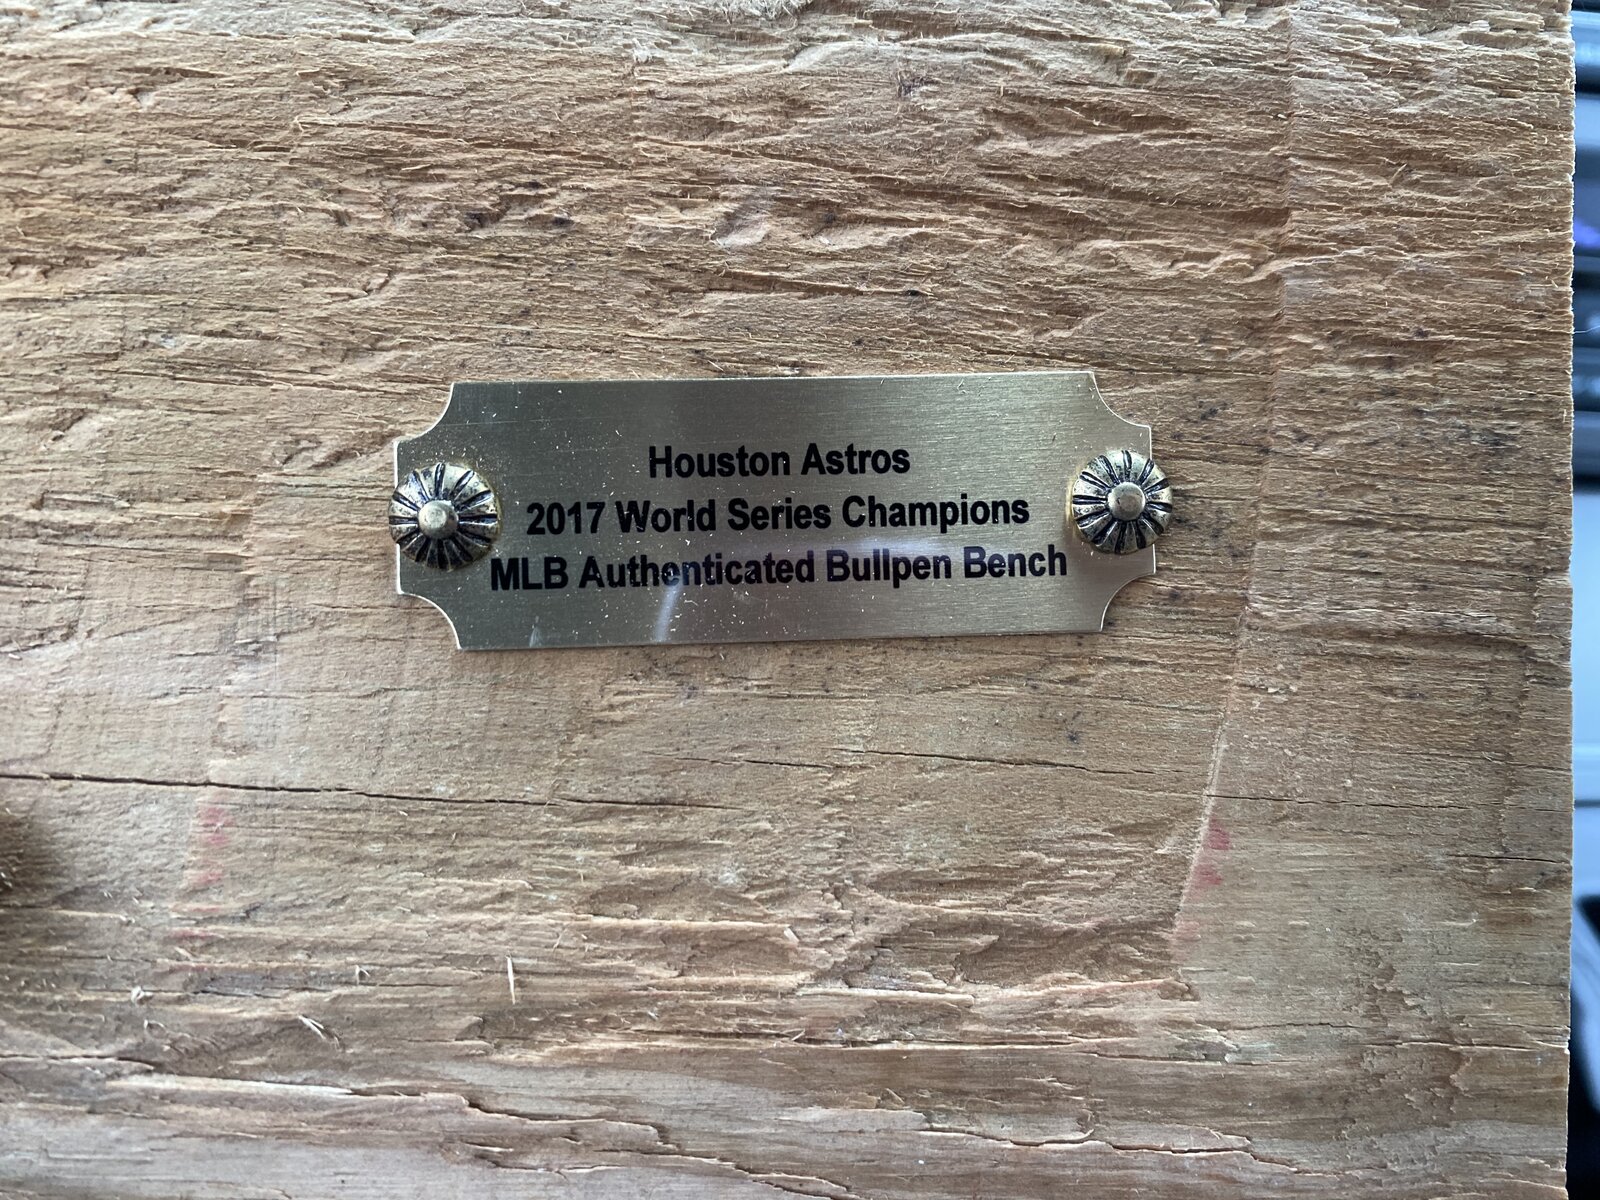 Houston Astros
2017 World Series Champions
MLB Authenticated Bullpen Bench